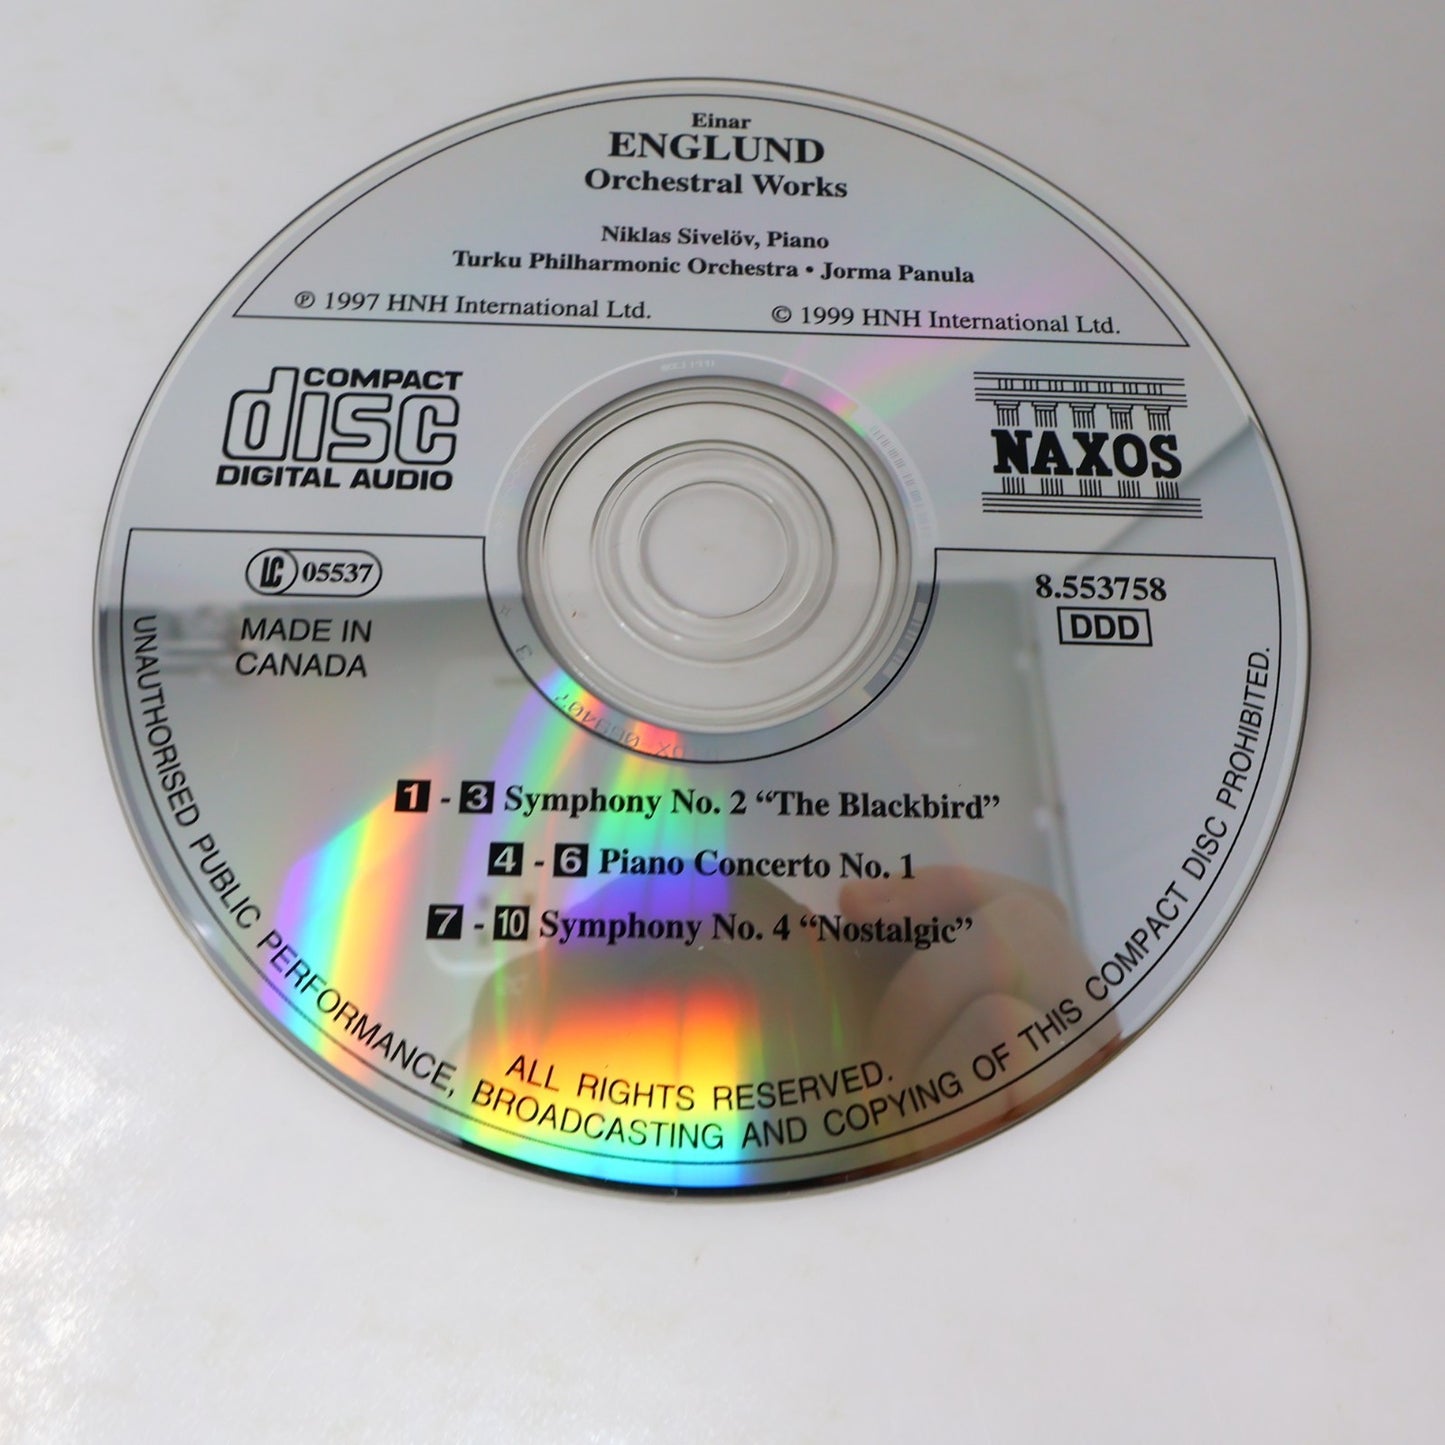 Einar
ENGLUND
Orchestral Works
Niklas Sivelöv, Piano
Turku Philharmonic Orchestra • Jorma Panula
℗ 1997 HNH International Ltd.
© 1999 HNH International Ltd.
COMPACT
disc
DIGITAL AUDIO
NAXOS
LC 05537
MADE IN
CANADA
8.553758
DDD
1 - 3 Symphony No. 2 “The Blackbird”
4 - 6 Piano Concerto No. 1
7 - 10 Symphony No. 4 “Nostalgic”
ALL RIGHTS RESERVED.
UNAUTHORISED PUBLIC PERFORMANCE, BROADCASTING AND COPYING OF THIS COMPACT DISC PROHIBITED.